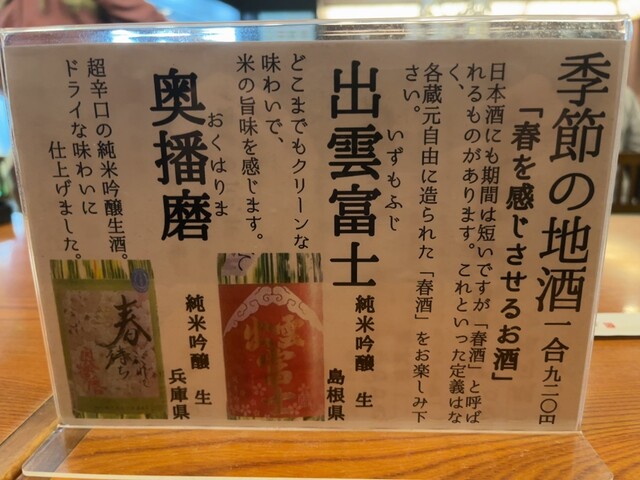 季節の地酒 一合九二〇円
「春を感じさせるお酒」
日本酒にも期間は短いですが「春酒」と呼ば
れるものがあります。これといった定義はな
く、
各蔵元自由に造られた「春酒」をお楽しみ下
さい。
いずもふじ
出雲富士 純米吟醸 生
島根県
どこまでもクリーンな
味わいで、
米の旨味を感じます。
おくはりま
奥播磨
純米吟醸 生
兵庫県
超辛口の純米吟醸生酒。
ドライな味わいに
仕上げました。
出雲富士
春
奥播磨